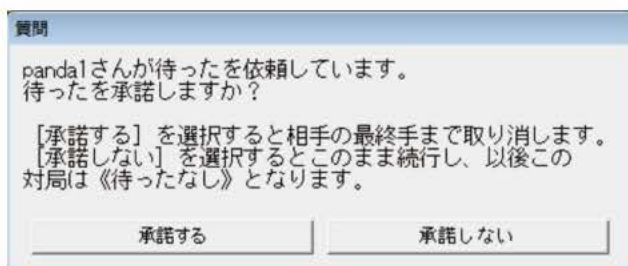 質問
panda1さんが待ったを依頼しています。
待ったを承諾しますか？
［承諾する］を選択すると相手の最終手まで取り消します。
［承諾しない］を選択するとこのまま続行し、以後この
対局は《待ったなし》となります。
承諾する
承諾しない